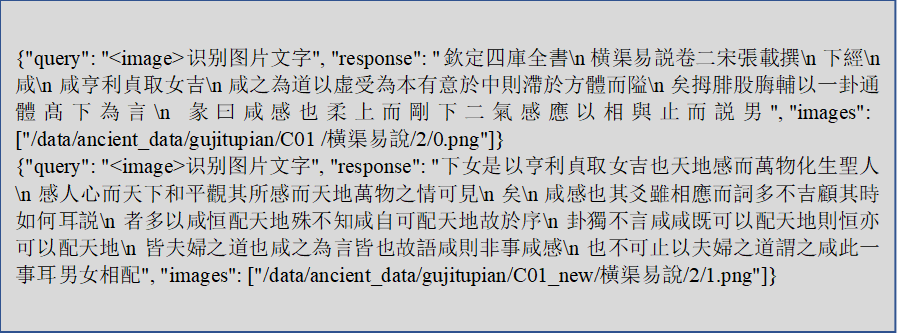 {"query": "<image>识别图片文字", "response": "欽定四庫全書\n 橫渠易説卷二宋張載撰\n 下經\n
咸\n 咸亨利貞取女吉\n 咸之為道以虚受為本有意於中則滯於方體而隘\n 矣拇腓股脢輔以一卦通
體髙下為言\n 彖曰咸感也柔上而剛下二氣感應以相與止而説男", "images":
["/data/ancient_data/gujitupian/C01 /橫渠易說/2/0.png"]}
{"query": "<image>识别图片文字", "response": "下女是以亨利貞取女吉也天地感而萬物化生聖人
\n 感人心而天下和平觀其所感而天地萬物之情可見\n 矣\n 咸感也其爻雖相應而詞多不吉顧其時
如何耳説\n 者多以咸恒配天地殊不知咸自可配天地故於序\n 卦獨不言咸咸既可以配天地則恒亦
可以配天地\n 皆夫婦之道也咸之為言皆也故語咸則非事咸感\n 也不可止以夫婦之道謂之咸此一
事耳男女相配", "images": ["/data/ancient_data/gujitupian/C01_new/橫渠易說/2/1.png"]}